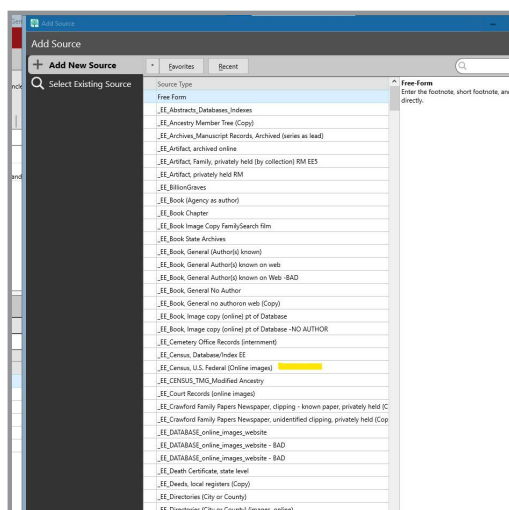 Add Source
Add Source
Add New Source
Favorites
Recent
Select Existing Source
Source Type
Free-Form
Enter the footnote, short footnote, and
directly.
Free Form
_EE_Abstracts_Databases_Indexes
_EE_Ancestry Member Tree (Copy)
_EE_Archives_Manuscript Records, Archived (series as lead)
_EE_Artifact, archived online
_EE_Artifact, Family, privately held (by collection) RM EE5
_EE_Artifact, privately held RM
_EE_BillionGraves
_EE_Book (Agency as author)
_EE_Book Chapter
_EE_Book Image Copy FamilySearch film
_EE_Book State Archives
_EE_Book, General (Author(s) known)
_EE_Book, General Author(s) known on web
_EE_Book, General Author(s) known on Web -BAD
_EE_Book, General No Author
_EE_Book, General no authoron web (Copy)
_EE_Book, Image copy (online) pt of Database
_EE_Book, Image copy (online) pt of Database -NO AUTHOR
_EE_Cemetery Office Records (internment)
_EE_Census, Database/Index EE
_EE_Census, U.S. Federal (Online images)
_EE_CENSUS_TMG_Modified Ancestry
_EE_Court Records (online images)
_EE_Crawford Family Papers Newspaper, clipping - known paper, privately held (C
_EE_Crawford Family Papers Newspaper, unidentified clipping, privately held (Cop
_EE_DATABASE_online_images_website
_EE_DATABASE_online_images_website - BAD
_EE_DATABASE_online_images_website - BAD
_EE_Death Certificate, state level
_EE_Deeds, local registers (Copy)
_EE_Directories (City or County)
_EE_Directories (City or County) (images, online)